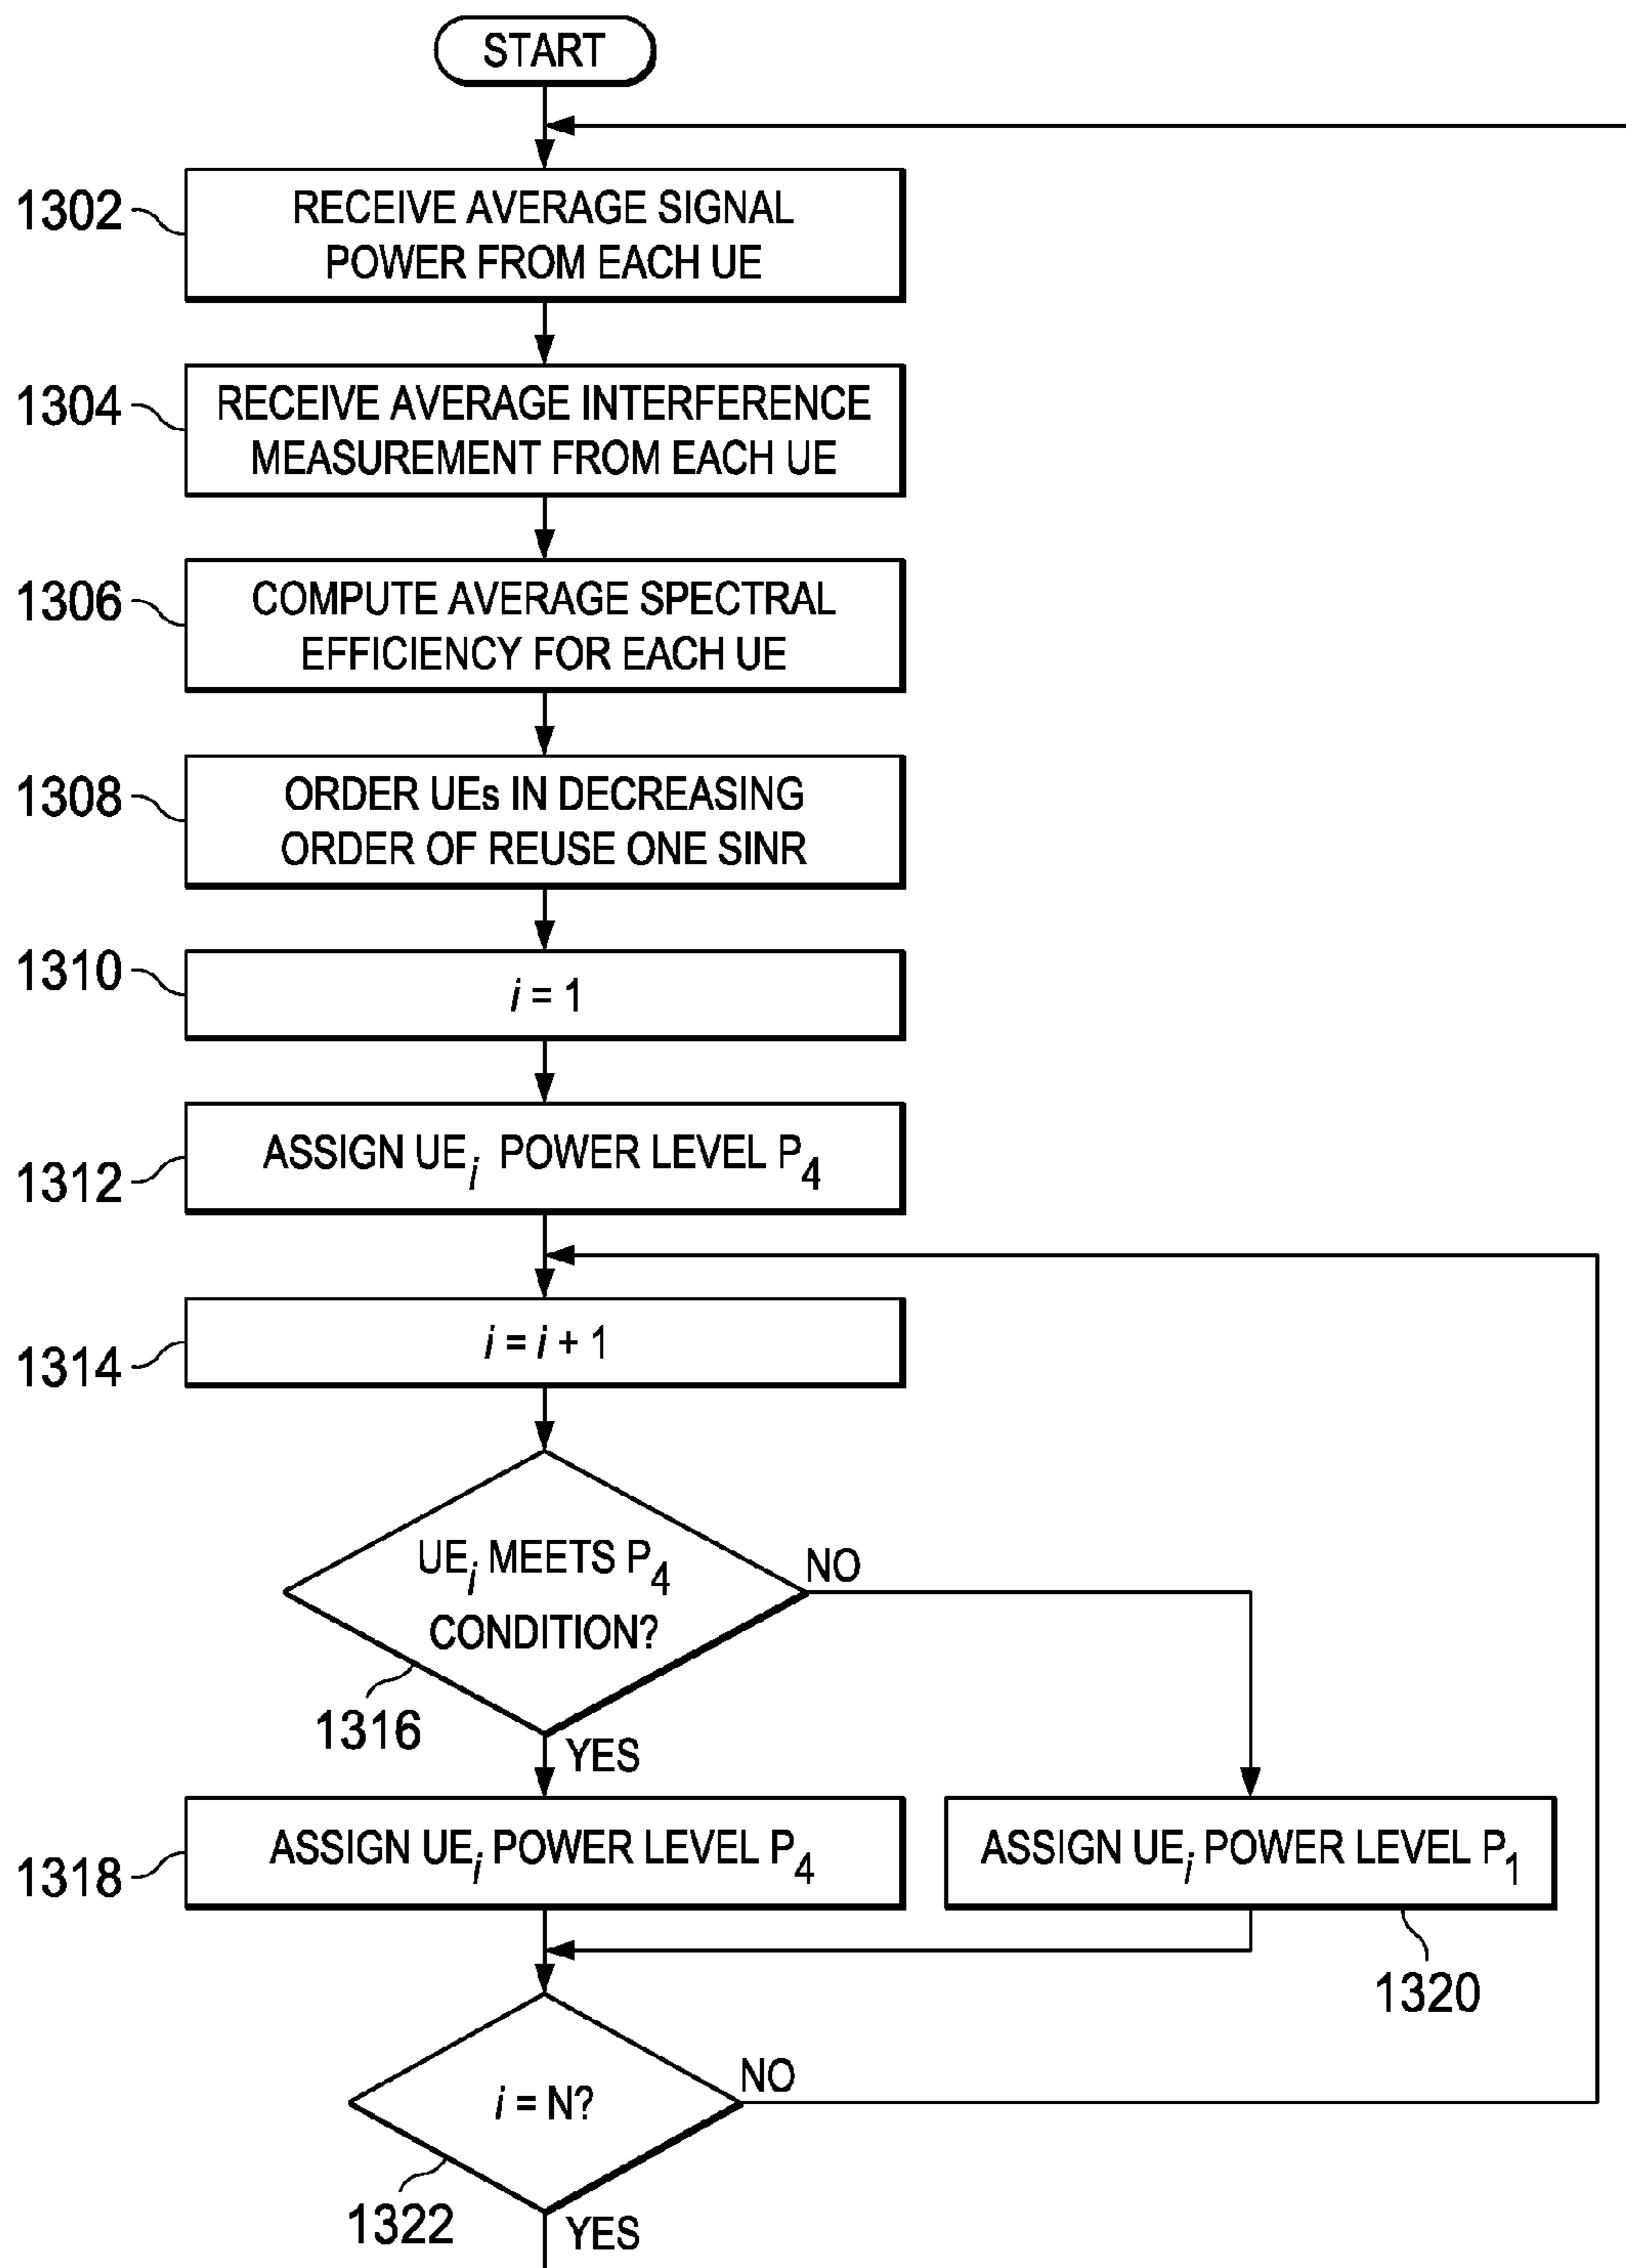 START
1302
RECEIVE AVERAGE SIGNAL
POWER FROM EACH UE
1304
RECEIVE AVERAGE INTERFERENCE
MEASUREMENT FROM EACH UE
1306
COMPUTE AVERAGE SPECTRAL
EFFICIENCY FOR EACH UE
1308
ORDER UEs IN DECREASING
ORDER OF REUSE ONE SINR
1310
i = 1
1312
ASSIGN UEi POWER LEVEL P4
1314
i = i + 1
UEi MEETS P4
CONDITION?
NO
1316
YES
1318
ASSIGN UEi POWER LEVEL P4
ASSIGN UEi POWER LEVEL P1
1320
i = N?
NO
1322
YES